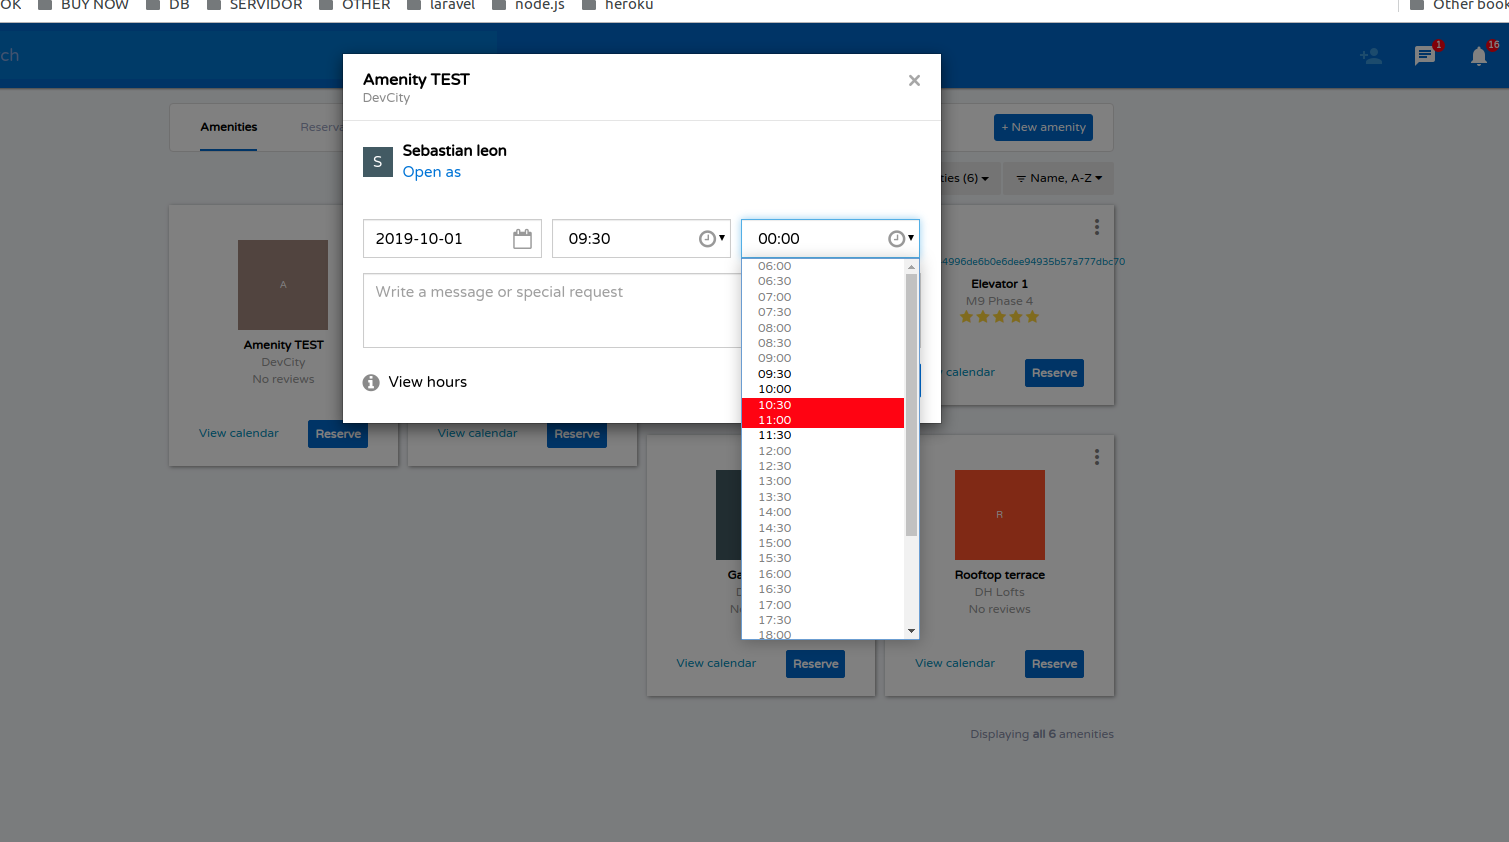 OK BUY NOW DB SERVIDOR OTHER laravel node.js heroku Other book
ch
1
16
Amenity TEST
DevCity
Amenities
Reserva
+ New amenity
S
Sebastian leon
Open as
ties (6)
Name, A-Z
2019-10-01
09:30
00:00
06:00
06:30
07:00
07:30
08:00
08:30
09:00
09:30
10:00
10:30
11:00
11:30
12:00
12:30
13:00
13:30
14:00
14:30
15:00
15:30
16:00
16:30
17:00
17:30
18:00
Write a message or special request
View hours
A
Amenity TEST
DevCity
No reviews
View calendar
Reserve
View calendar
Reserve
4996de6b0e6dee94935b57a777dbc70
Elevator 1
M9 Phase 4
calendar
Reserve
Ga
N
View calendar
Reserve
R
Rooftop terrace
DH Lofts
No reviews
View calendar
Reserve
Displaying all 6 amenities